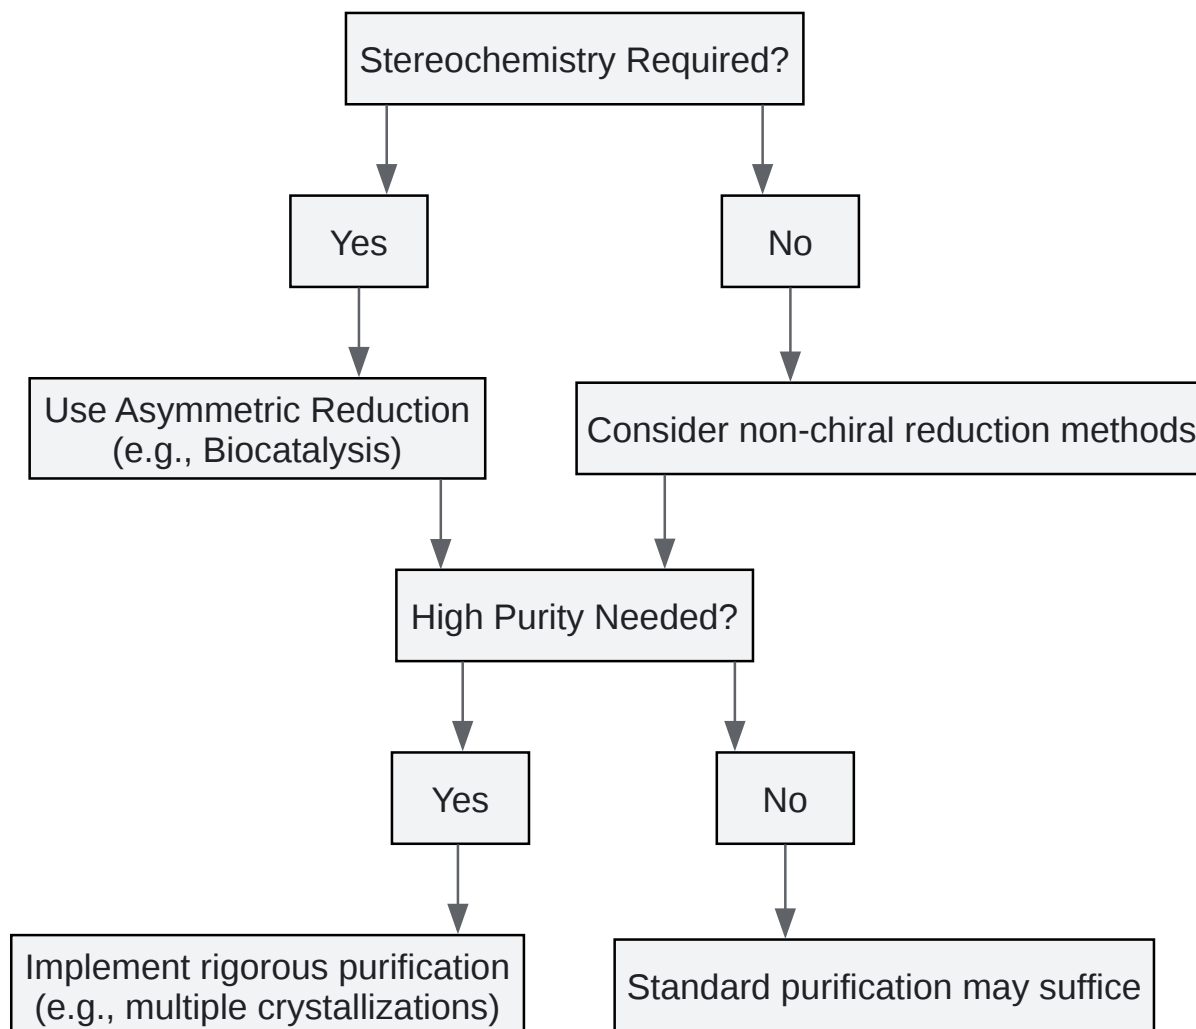 Stereochemistry Required?
Yes
No
Use Asymmetric Reduction
(e.g., Biocatalysis)
Consider non-chiral reduction methods
High Purity Needed?
Yes
No
Implement rigorous purification
(e.g., multiple crystallizations)
Standard purification may suffice